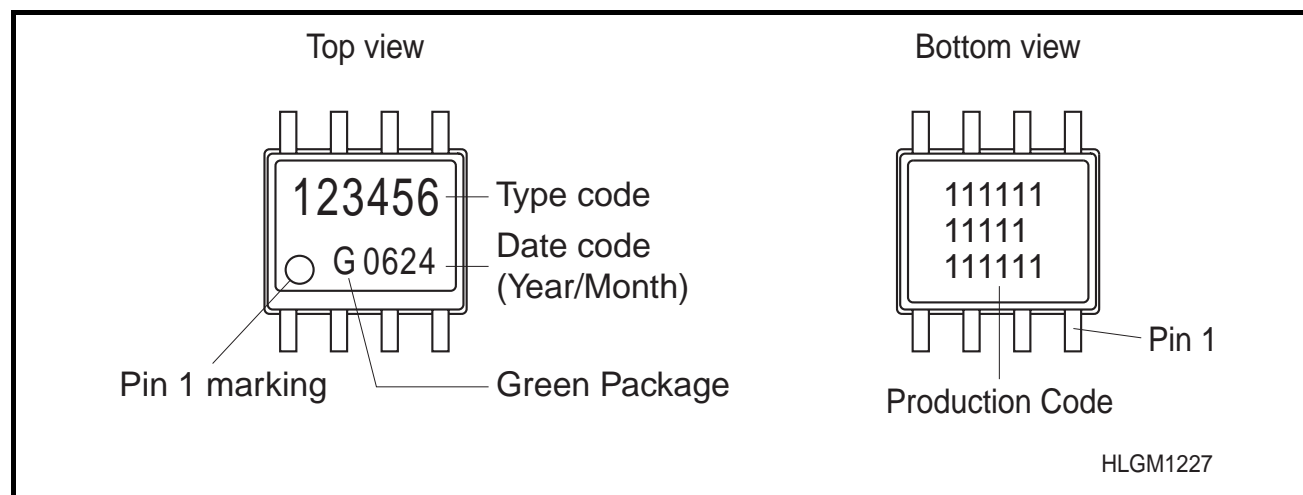 Top view
123456
Type code
G 0624
Date code
(Year/Month)
Pin 1 marking
Green Package
Bottom view
111111
11111
111111
Pin 1
Production Code
HLGM1227